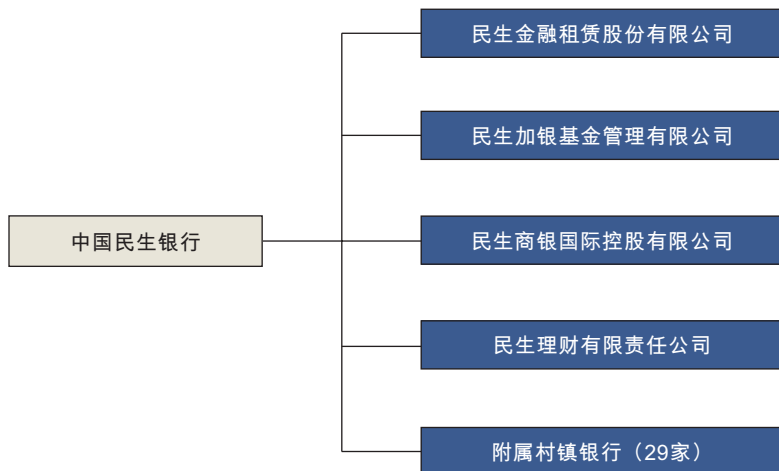 民生金融租赁股份有限公司
民生加银基金管理有限公司
中国民生银行
民生商银国际控股有限公司
民生理财有限责任公司
附属村镇银行（29家）